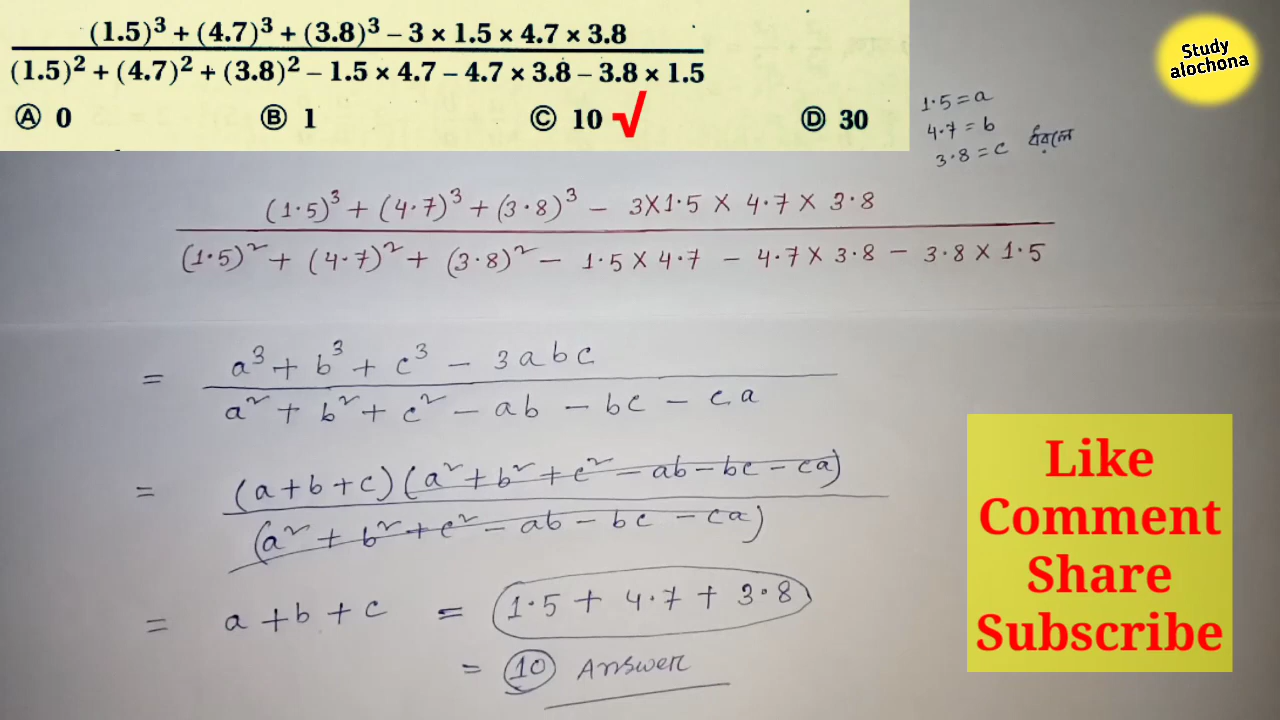 (1.5)³ + (4.7)³ + (3.8)³ – 3 × 1.5 × 4.7 × 3.8
(1.5)² + (4.7)² + (3.8)² – 1.5 × 4.7 – 4.7 × 3.8 – 3.8 × 1.5
Ⓐ 0 Ⓑ 1 Ⓒ 10 √ Ⓓ 30
Study
alochona
1.5 = a
4.7 = b
3.8 = c ধরলে
(1.5)³ + (4.7)³ + (3.8)³ – 3 × 1.5 × 4.7 × 3.8
(1.5)² + (4.7)² + (3.8)² – 1.5 × 4.7 – 4.7 × 3.8 – 3.8 × 1.5
= a³ + b³ + c³ – 3abc
a² + b² + c² – ab – bc – ca
= (a+b+c)(a²+b²+c²–ab–bc–ca)
(a² + b² + c² – ab – bc – ca)
= a + b + c = 1.5 + 4.7 + 3.8
= 10 Answer
Like
Comment
Share
Subscribe